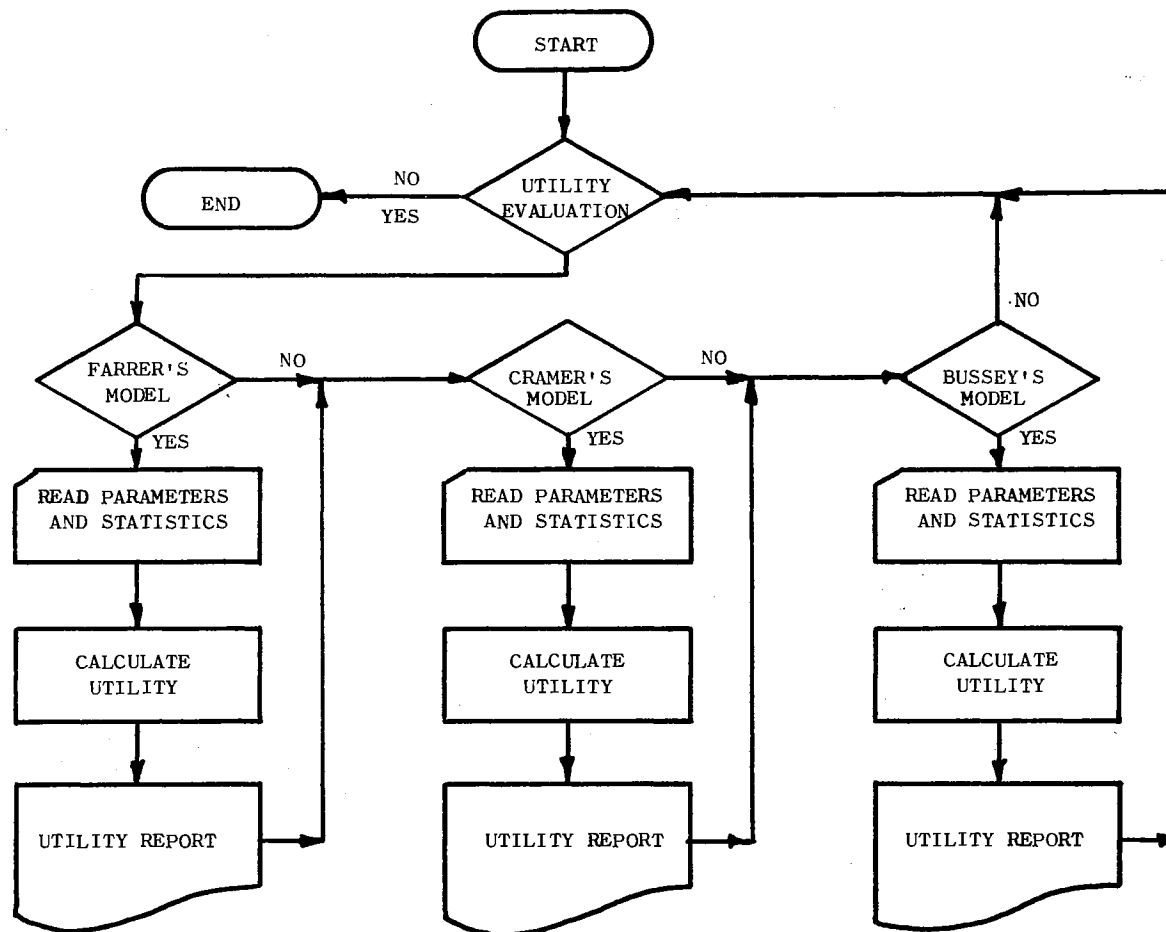 START
UTILITY
EVALUATION
NO
YES
END
FARRER'S
MODEL
NO
YES
CRAMER'S
MODEL
NO
YES
BUSSEY'S
MODEL
NO
YES
READ PARAMETERS
AND STATISTICS
READ PARAMETERS
AND STATISTICS
READ PARAMETERS
AND STATISTICS
CALCULATE
UTILITY
CALCULATE
UTILITY
CALCULATE
UTILITY
UTILITY REPORT
UTILITY REPORT
UTILITY REPORT